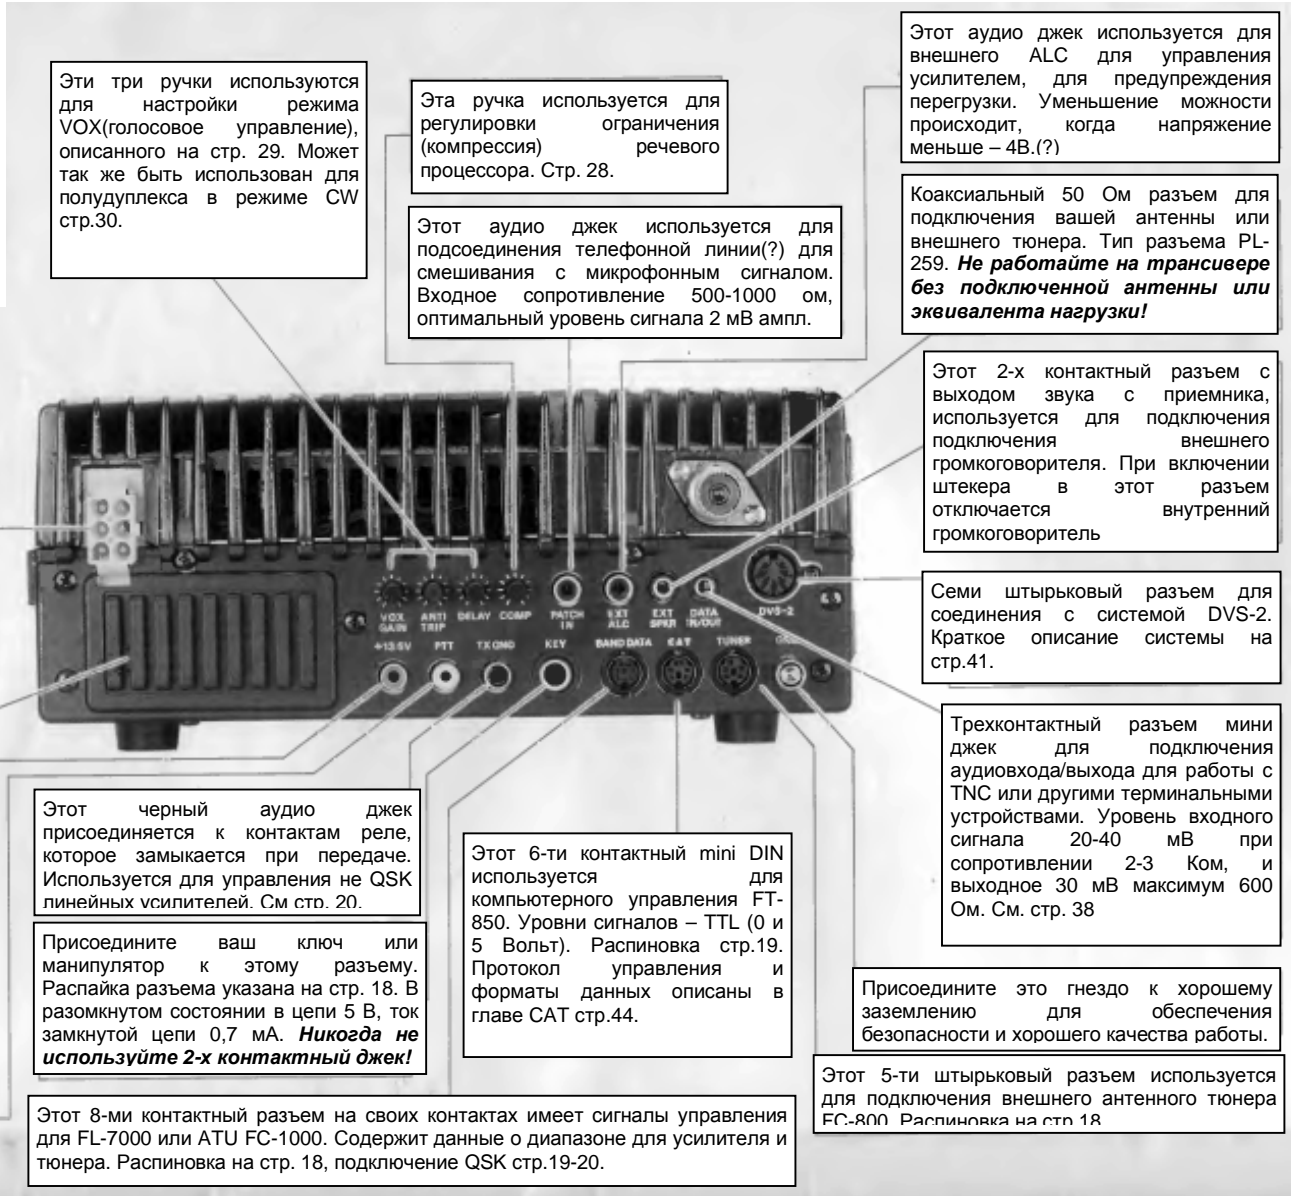 Этот аудио джек используется для
внешнего ALC для управления
усилителем, для предупреждения
перегрузки. Уменьшение можности
происходит, когда напряжение
меньше – 4В.(?)
Эти три ручки используются
для настройки режима
VOX(голосовое управление),
описанного на стр. 29. Может
так же быть использован для
полудуплекса в режиме CW
стр.30.
Эта ручка используется для
регулировки ограничения
(компрессия) речевого
процессора. Стр. 28.
Коаксиальный 50 Ом разъем для
подключения вашей антенны или
внешнего тюнера. Тип разъема PL-
259. Не работайте на трансивере
без подключенной антенны или
эквивалента нагрузки!
Этот аудио джек используется для
подсоединения телефонной линии(?) для
смешивания с микрофонным сигналом.
Входное сопротивление 500-1000 ом,
оптимальный уровень сигнала 2 мВ ампл.
Этот 2-х контактный разъем с
выходом звука с приемника,
используется для подключения
подключения внешнего
громкоговорителя. При включении
штекера в этот разъем
отключается внутренний
громкоговоритель
Семи штырьковый разъем для
соединения с системой DVS-2.
Краткое описание системы на
стр.41.
VOX GAIN
ANTI TRIP
DELAY
COMP
PATCH IN
EXT ALC
EXT SPKR
DATA IN/OUT
DVS-2
+13.5V
PTT
TX GND
KEY
BAND DATA
CAT
TUNER
Трехконтактный разъем мини
джек для подключения
аудиовхода/выхода для работы с
TNC или другими терминальными
устройствами. Уровень входного
сигнала 20-40 мВ при
сопротивлении 2-3 Ком, и
выходное 30 мВ максимум 600
Ом. См. стр. 38
Этот черный аудио джек
присоединяется к контактам реле,
которое замыкается при передаче.
Используется для управления не QSK
линейных усилителей. См стр. 20.
Этот 6-ти контактный mini DIN
используется для
компьютерного управления FT-
850. Уровни сигналов – TTL (0 и
5 Вольт). Распиновка стр.19.
Протокол управления и
форматы данных описаны в
главе CAT стр.44.
Присоедините ваш ключ или
манипулятор к этому разъему.
Распайка разъема указана на стр. 18. В
разомкнутом состоянии в цепи 5 В, ток
замкнутой цепи 0,7 мА. Никогда не
используйте 2-х контактный джек!
Присоедините это гнездо к хорошему
заземлению для обеспечения
безопасности и хорошего качества работы.
Этот 5-ти штырьковый разъем используется
для подключения внешнего антенного тюнера
FC-800. Распиновка на стр.18
Этот 8-ми контактный разъем на своих контактах имеет сигналы управления
для FL-7000 или ATU FC-1000. Содержит данные о диапазоне для усилителя и
тюнера. Распиновка на стр. 18, подключение QSK стр.19-20.